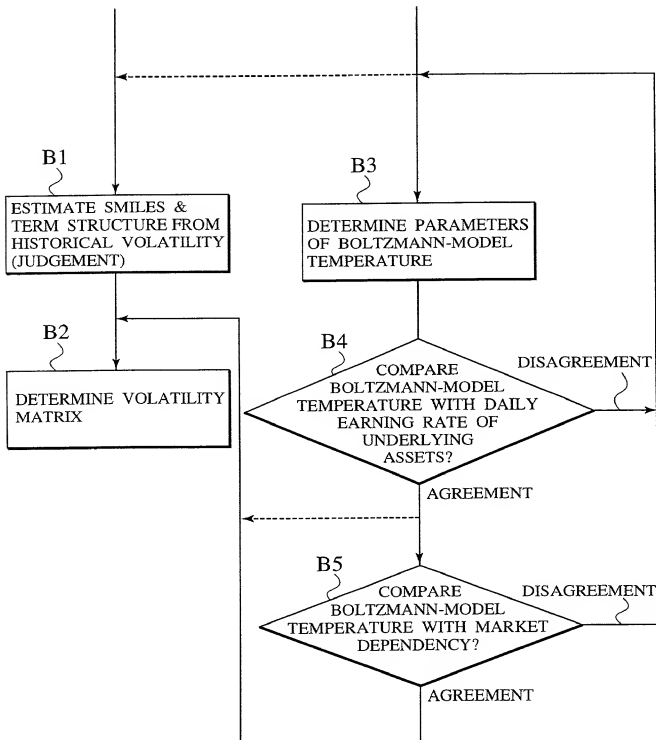 B1
ESTIMATE SMILES &
TERM STRUCTURE FROM
HISTORICAL VOLATILITY
(JUDGEMENT)
B3
DETERMINE PARAMETERS
OF BOLTZMANN-MODEL
TEMPERATURE
B2
DETERMINE VOLATILITY
MATRIX
B4
COMPARE
BOLTZMANN-MODEL
TEMPERATURE WITH DAILY
EARNING RATE OF
UNDERLYING
ASSETS?
DISAGREEMENT
AGREEMENT
B5
COMPARE
BOLTZMANN-MODEL
TEMPERATURE WITH MARKET
DEPENDENCY?
DISAGREEMENT
AGREEMENT